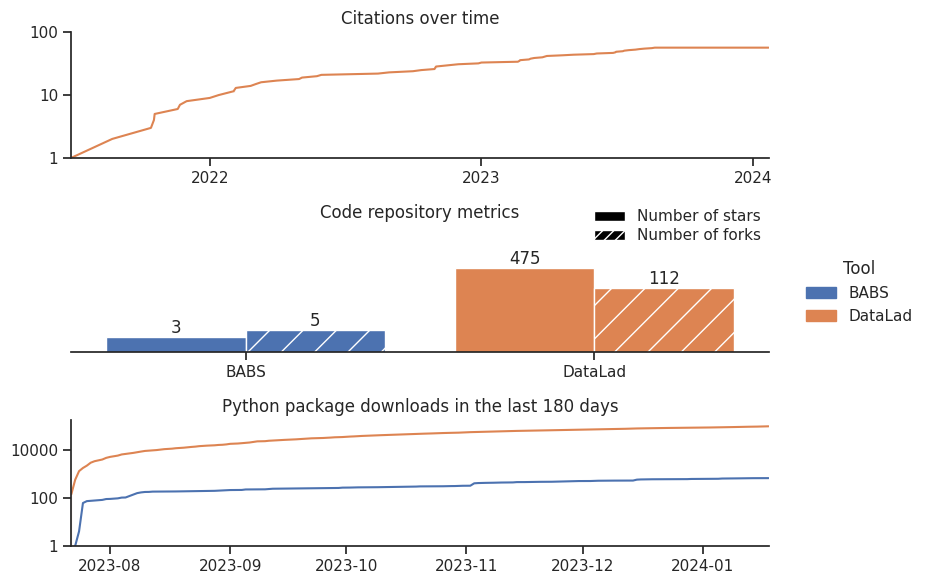 Citations over time
100
10
1
2022 2023 2024
Code repository metrics
Number of stars
Number of forks
475
112
3
5
BABS DataLad
Tool
BABS
DataLad
Python package downloads in the last 180 days
10000
100
1
2023-08 2023-09 2023-10 2023-11 2023-12 2024-01